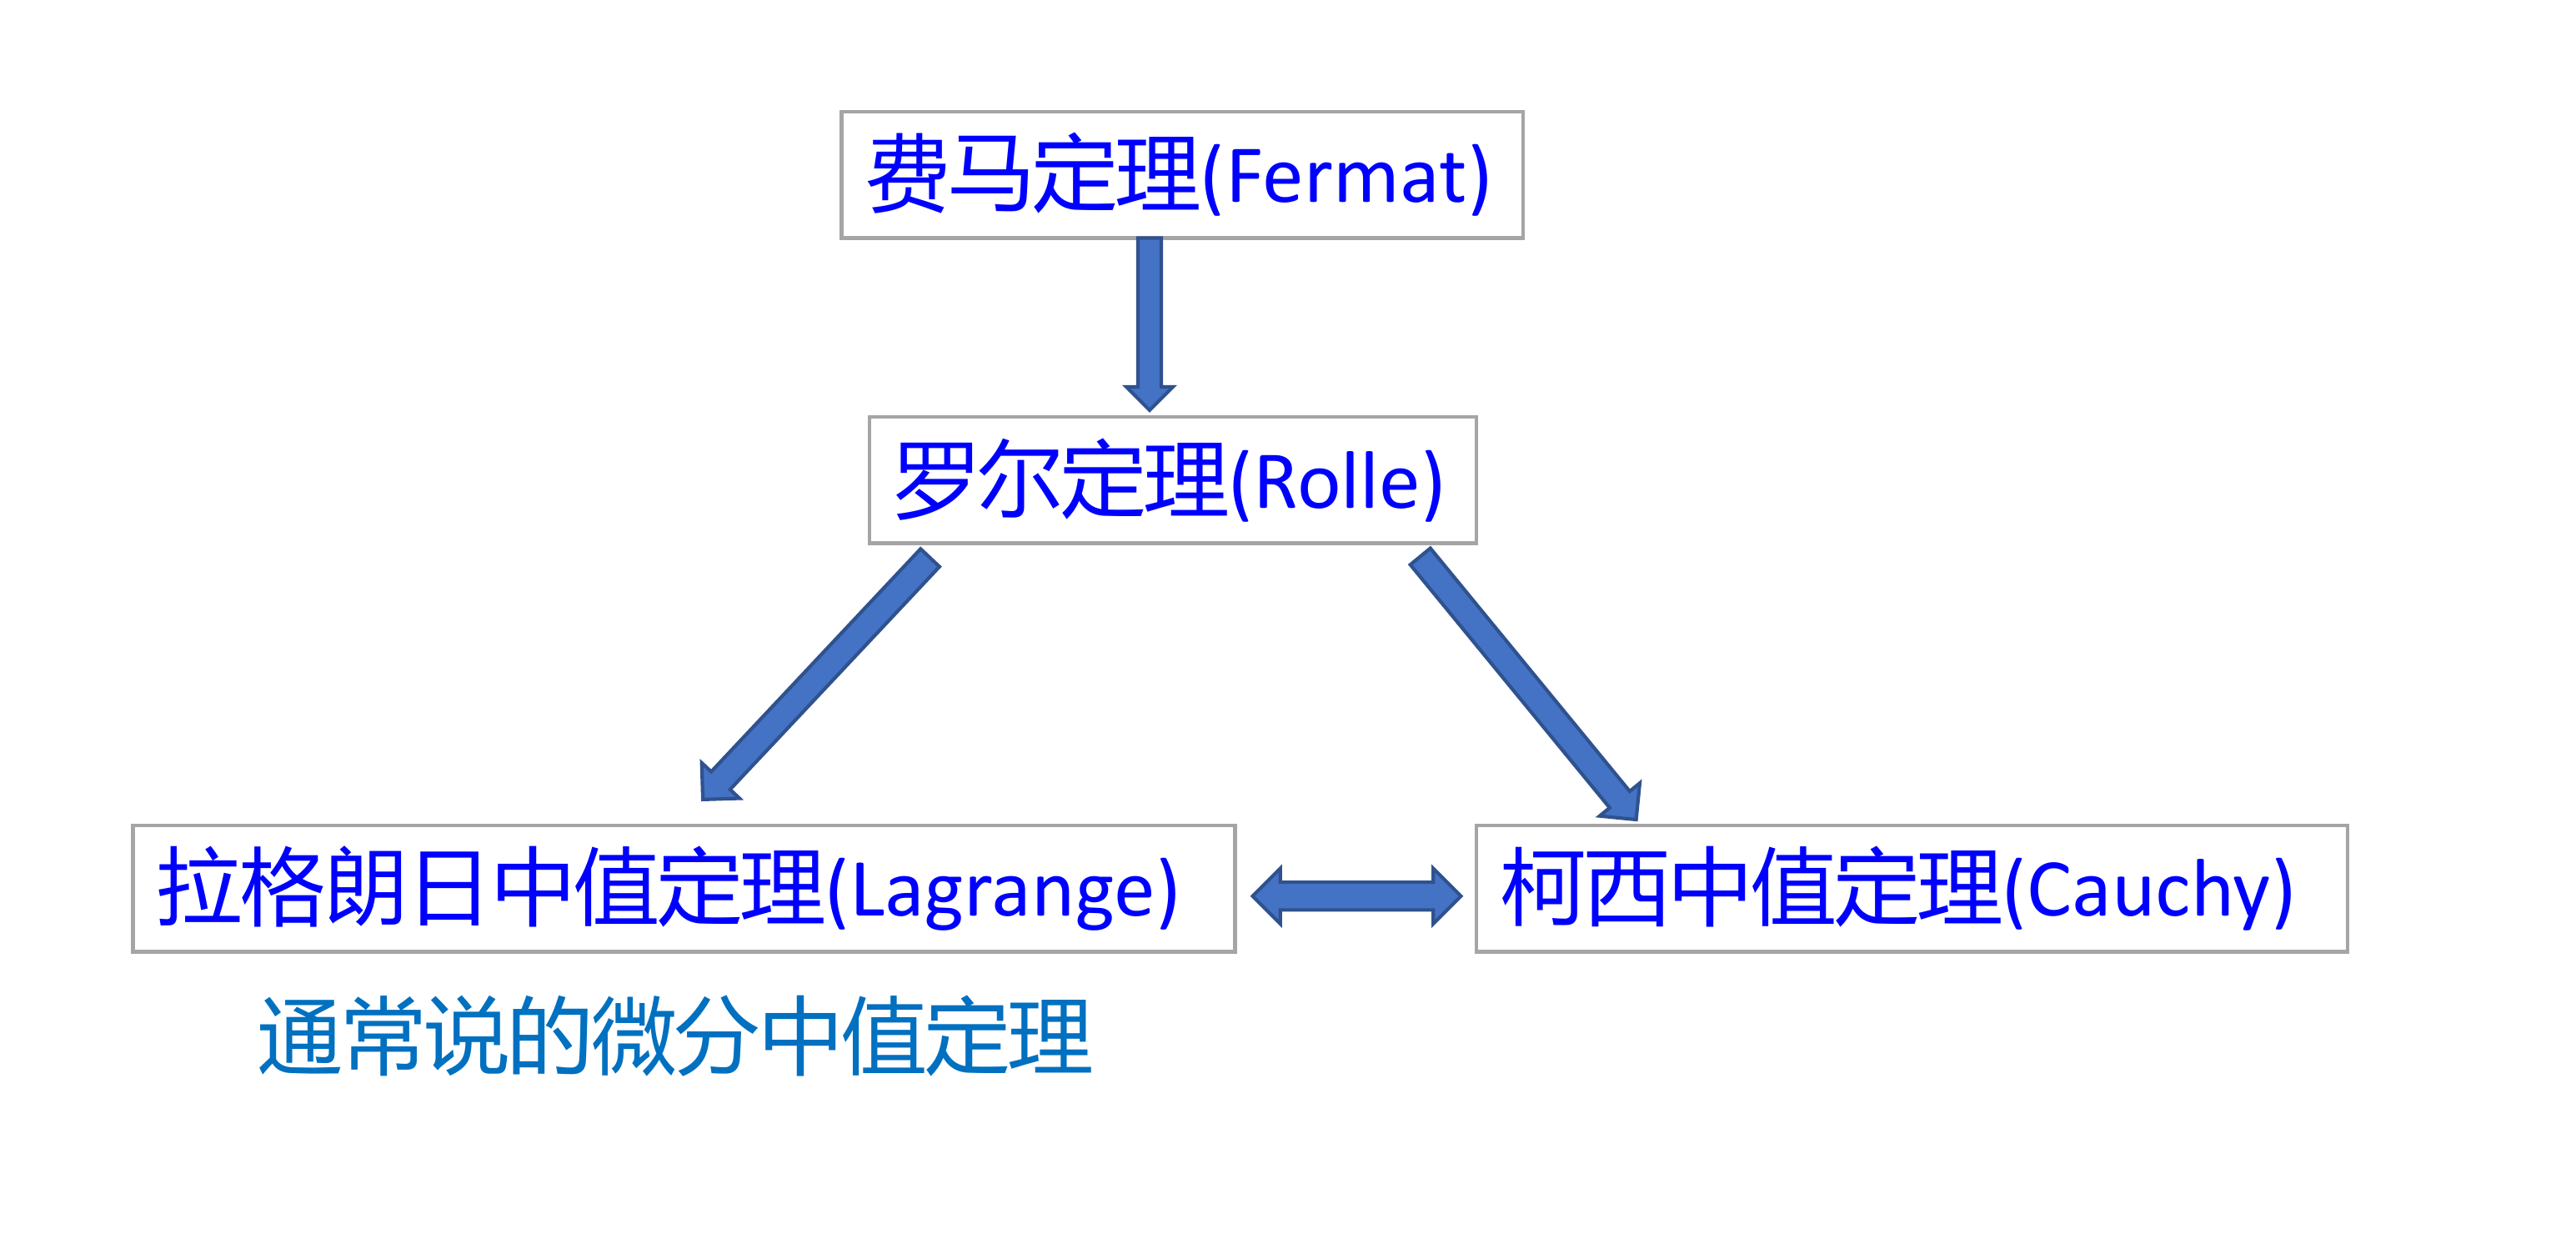 费马定理(Fermat)
罗尔定理(Rolle)
拉格朗日中值定理(Lagrange)
柯西中值定理(Cauchy)
通常说的微分中值定理